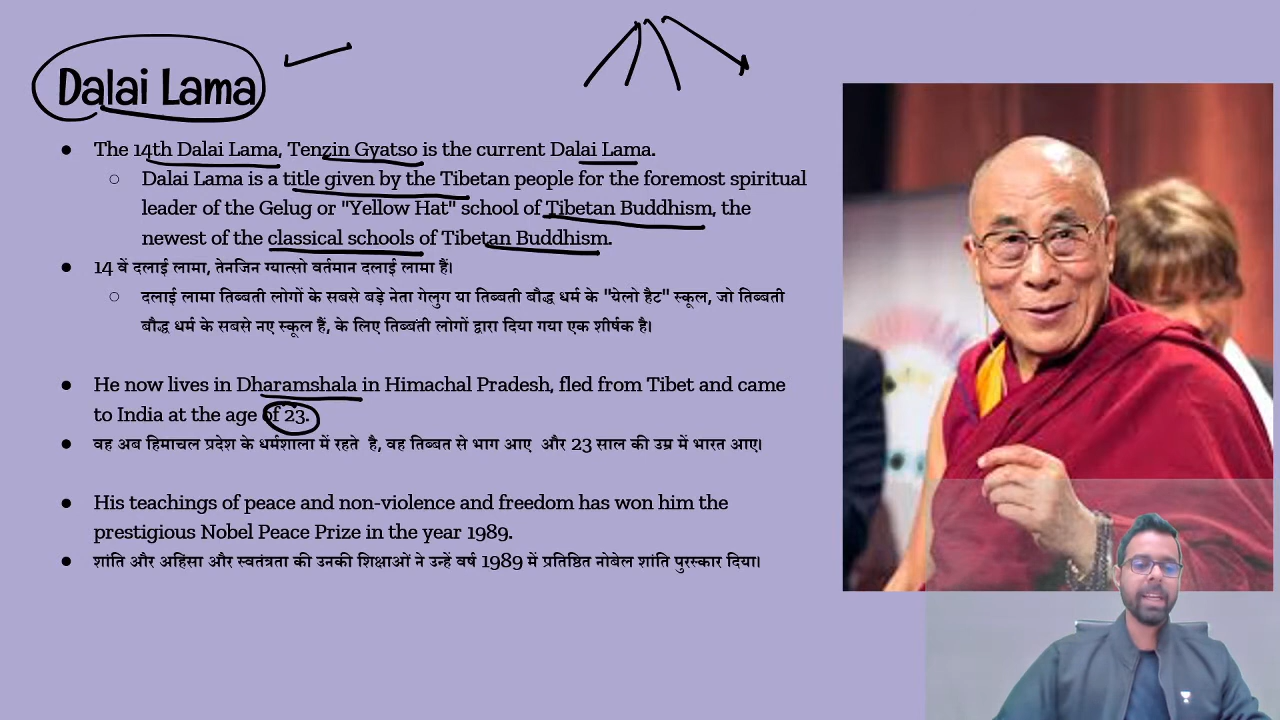 Dalai Lama
● The 14th Dalai Lama, Tenzin Gyatso is the current Dalai Lama.
○ Dalai Lama is a title given by the Tibetan people for the foremost spiritual
leader of the Gelug or "Yellow Hat" school of Tibetan Buddhism, the
newest of the classical schools of Tibetan Buddhism.
● 14 वें दलाई लामा, तेनजिन ग्यात्सो वर्तमान दलाई लामा हैं।
○ दलाई लामा तिब्बती लोगों के सबसे बड़े नेता गेलुग या तिब्बती बौद्ध धर्म के "येलो हैट" स्कूल, जो तिब्बती
बौद्ध धर्म के सबसे नए स्कूल हैं, के लिए तिब्बती लोगों द्वारा दिया गया एक शीर्षक है।
● He now lives in Dharamshala in Himachal Pradesh, fled from Tibet and came
to India at the age of 23.
● वह अब हिमाचल प्रदेश के धर्मशाला में रहते है, वह तिब्बत से भाग आए और 23 साल की उम्र में भारत आए।
● His teachings of peace and non-violence and freedom has won him the
prestigious Nobel Peace Prize in the year 1989.
● शांति और अहिंसा और स्वतंत्रता की उनकी शिक्षाओं ने उन्हें वर्ष 1989 में प्रतिष्ठित नोबेल शांति पुरस्कार दिया।